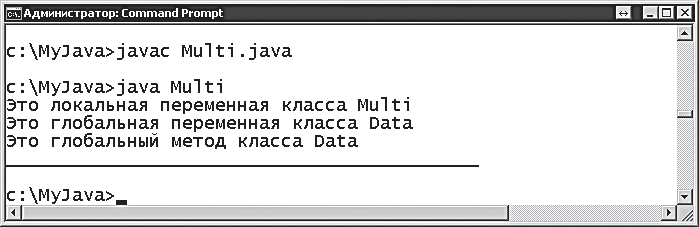 Администратор: Command Prompt
c:\MyJava>javac Multi.java
c:\MyJava>java Multi
Это локальная переменная класса Multi
Это глобальная переменная класса Data
Это глобальный метод класса Data
c:\MyJava>